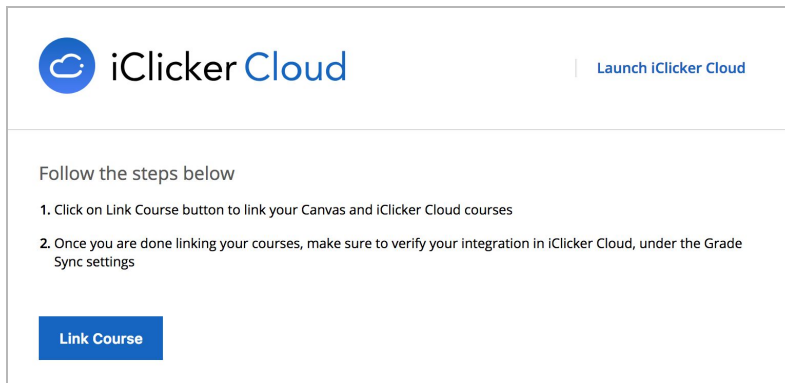 iClicker Cloud
Launch iClicker Cloud
Follow the steps below
1. Click on Link Course button to link your Canvas and iClicker Cloud courses
2. Once you are done linking your courses, make sure to verify your integration in iClicker Cloud, under the Grade
Sync settings
Link Course